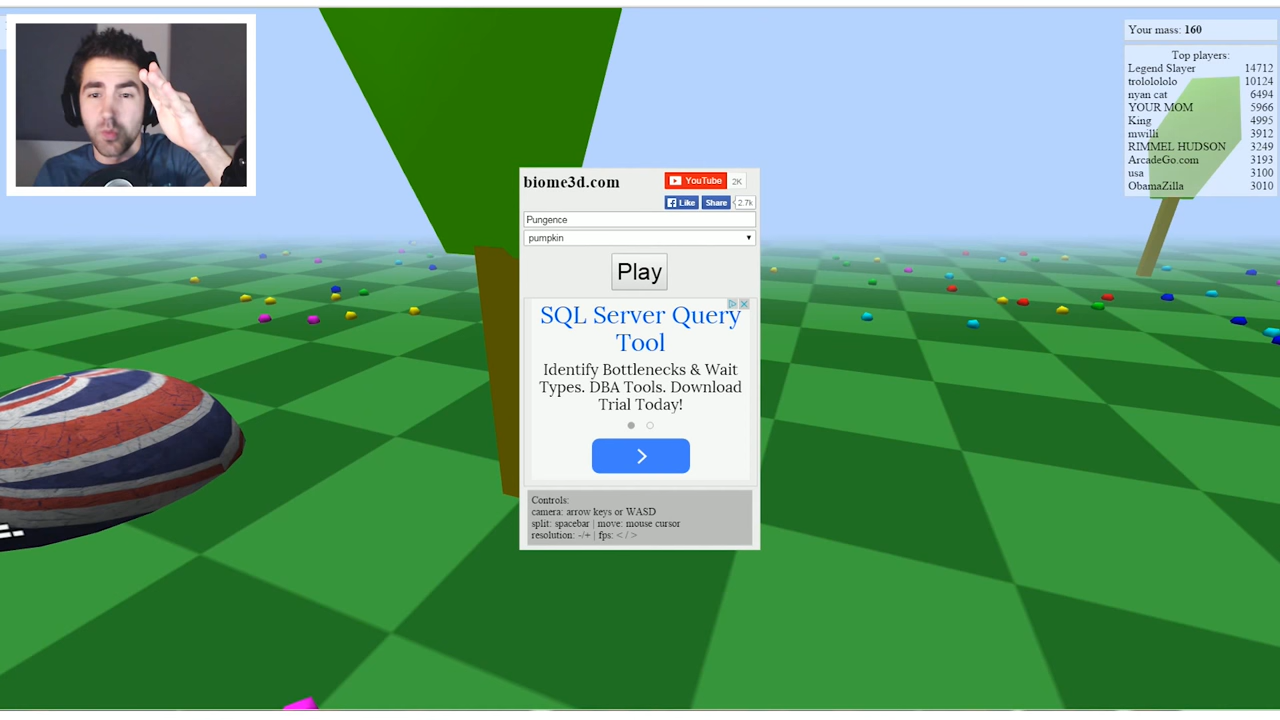 Your mass: 160
Top players:
Legend Slayer 14712
trolololo 10124
nyan cat 6494
YOUR MOM 5966
King 4995
mwilli 3912
RIMMEL HUDSON 3249
ArcadeGo.com 3193
usa 3100
ObamaZilla 3010
biome3d.com
YouTube 2K
Like Share 2.7k
Pungence
pumpkin
Play
SQL Server Query
Tool
Identify Bottlenecks & Wait
Types. DBA Tools. Download
Trial Today!
Controls:
camera: arrow keys or WASD
split: spacebar | move: mouse cursor
resolution: -/+ | fps: < / >